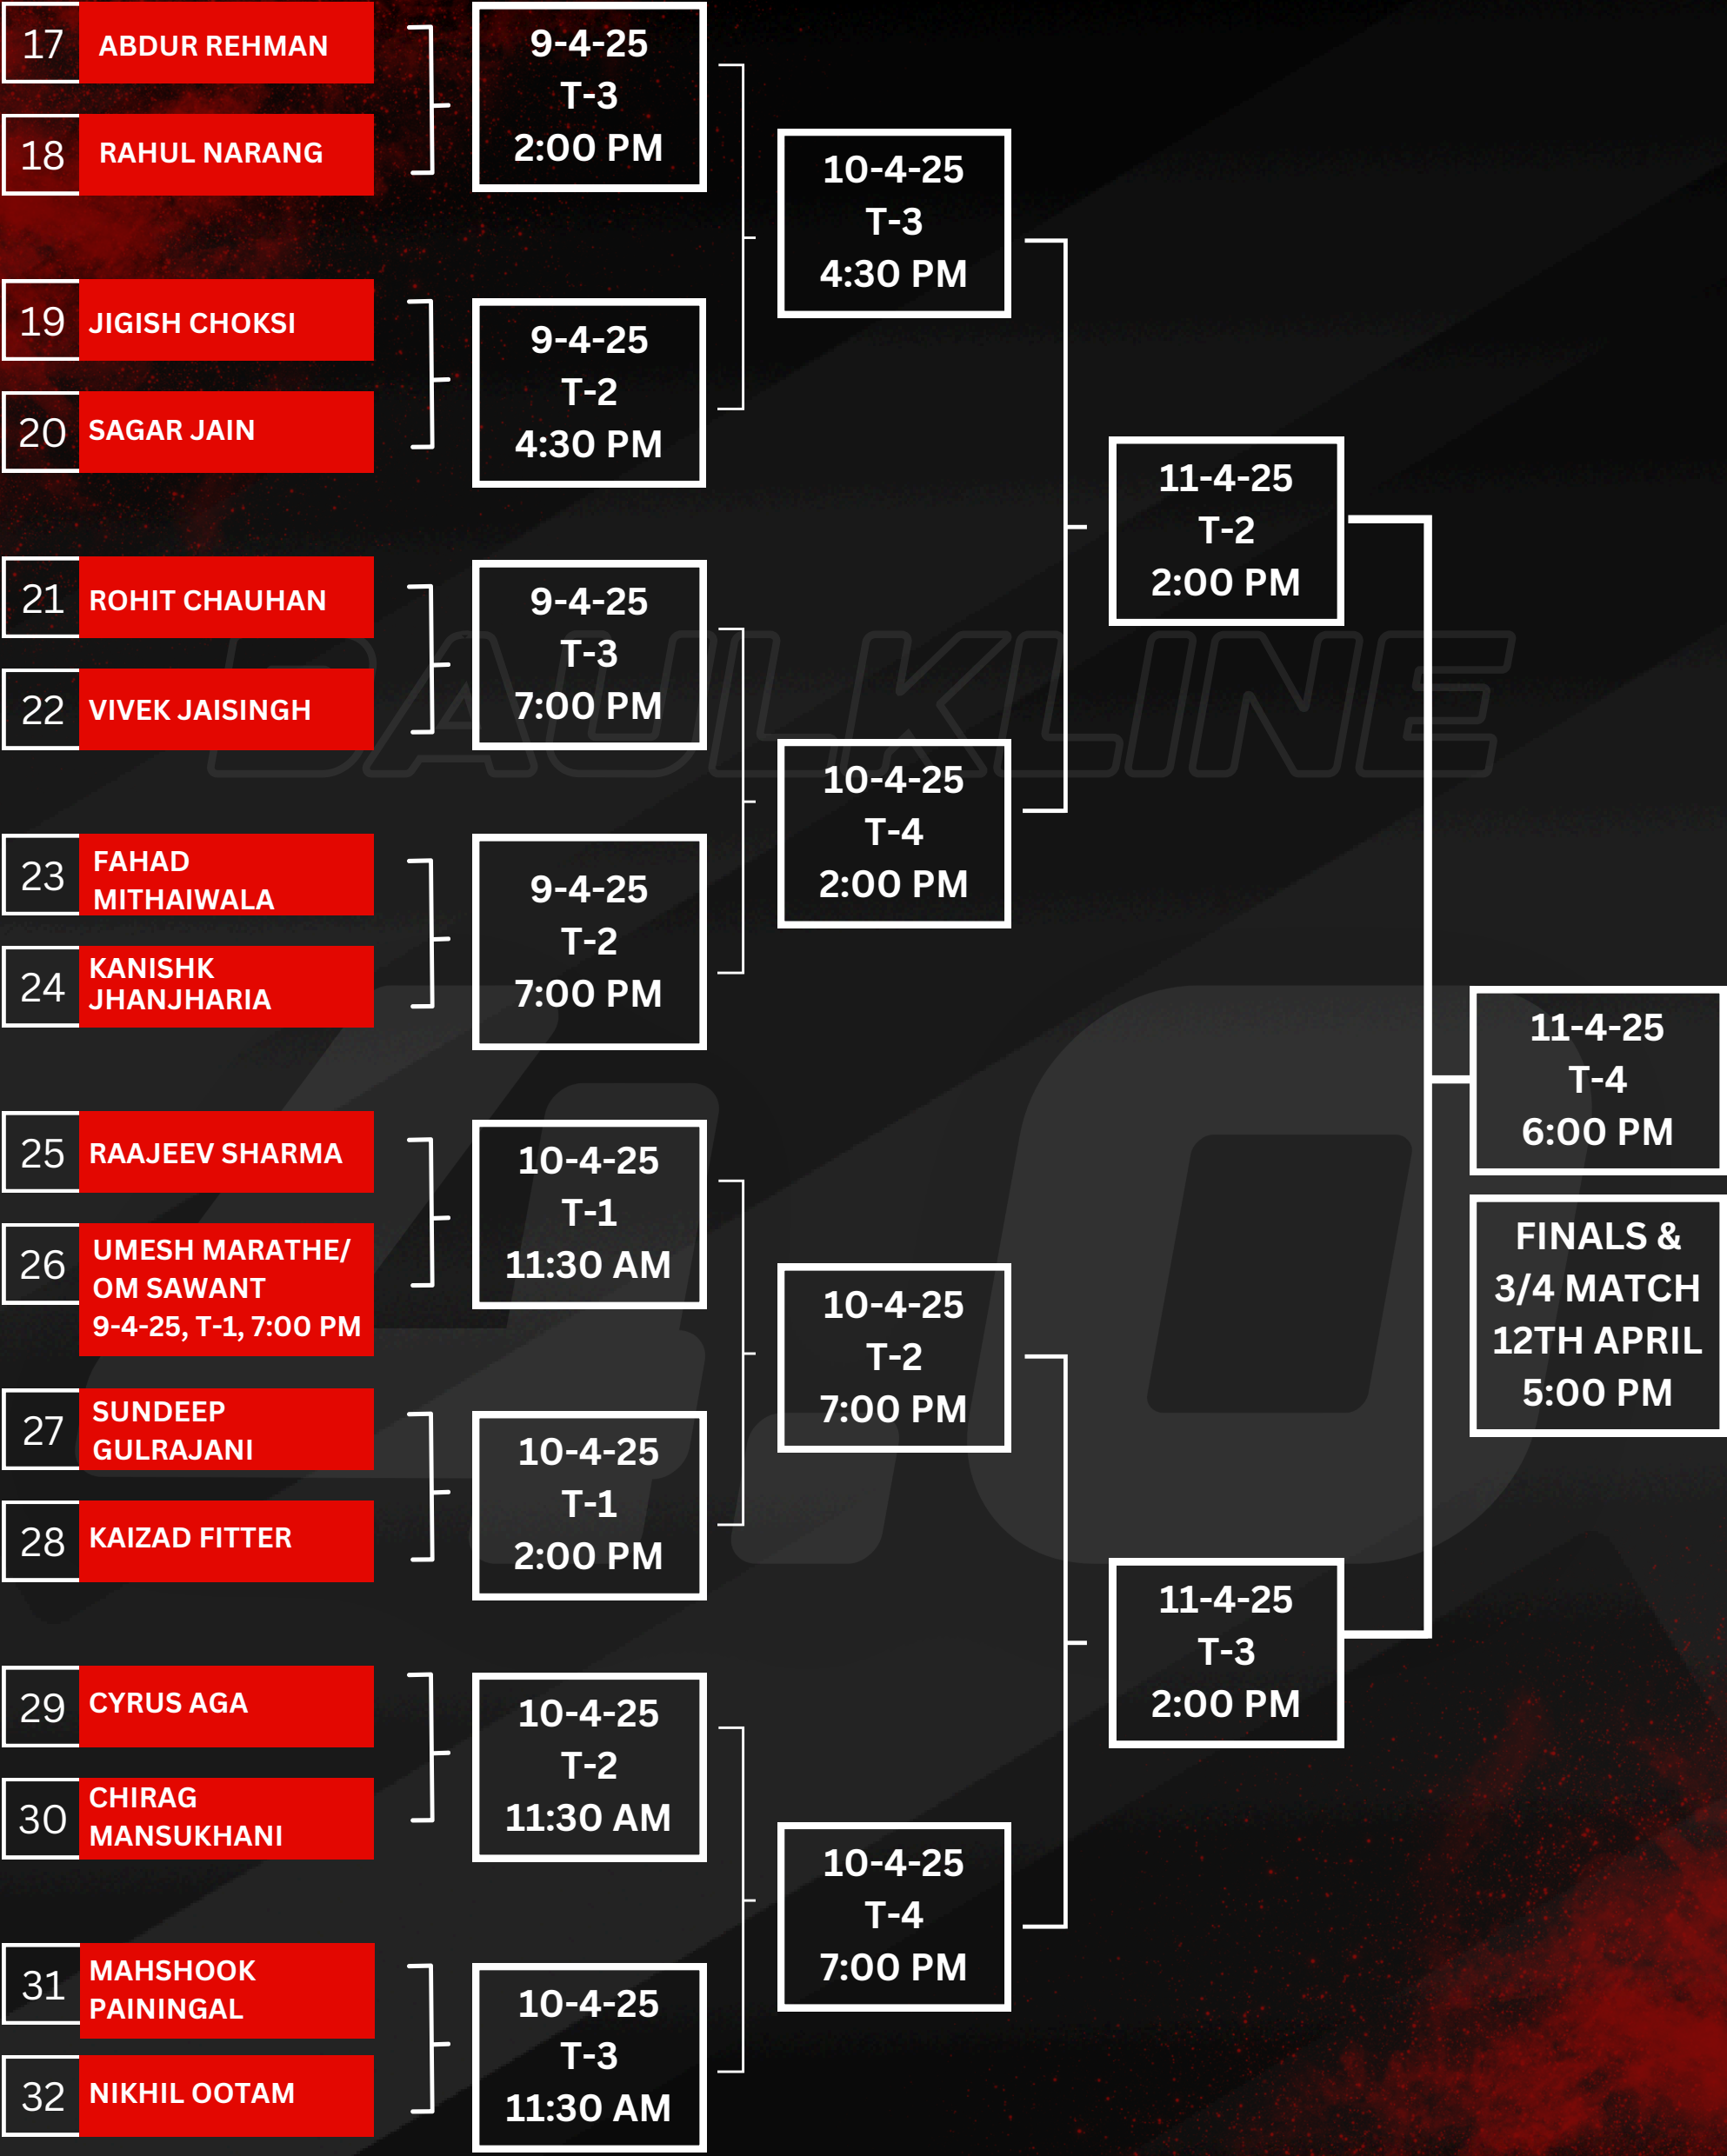 17 ABDUR REHMAN
18 RAHUL NARANG
9-4-25
T-3
2:00 PM
19 JIGISH CHOKSI
20 SAGAR JAIN
9-4-25
T-2
4:30 PM
10-4-25
T-3
4:30 PM
21 ROHIT CHAUHAN
22 VIVEK JAISINGH
9-4-25
T-3
7:00 PM
23 FAHAD
MITHAIWALA
24 KANISHK
JHANJHARIA
9-4-25
T-2
7:00 PM
10-4-25
T-4
2:00 PM
11-4-25
T-2
2:00 PM
BAULKLINE
4.0
25 RAAJEEV SHARMA
26 UMESH MARATHE/
OM SAWANT
9-4-25, T-1, 7:00 PM
10-4-25
T-1
11:30 AM
27 SUNDEEP
GULRAJANI
28 KAIZAD FITTER
10-4-25
T-1
2:00 PM
10-4-25
T-2
7:00 PM
29 CYRUS AGA
30 CHIRAG
MANSUKHANI
10-4-25
T-2
11:30 AM
31 MAHSHOOK
PAININGAL
32 NIKHIL OOTAM
10-4-25
T-3
11:30 AM
10-4-25
T-4
7:00 PM
11-4-25
T-3
2:00 PM
11-4-25
T-4
6:00 PM
FINALS &
3/4 MATCH
12TH APRIL
5:00 PM